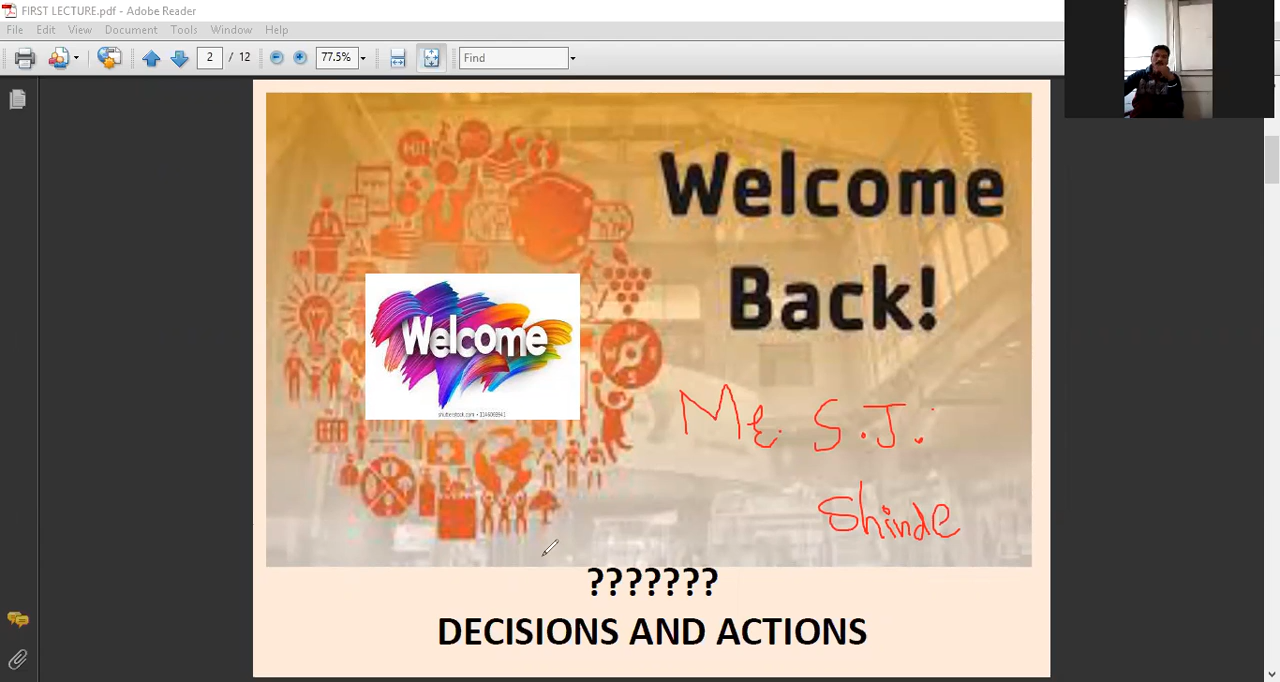 FIRST LECTURE.pdf - Adobe Reader
File Edit View Document Tools Window Help
2 / 12 77.5% Find
Welcome
Back!
Welcome
Mr. S.J.
Shinde
???????
DECISIONS AND ACTIONS